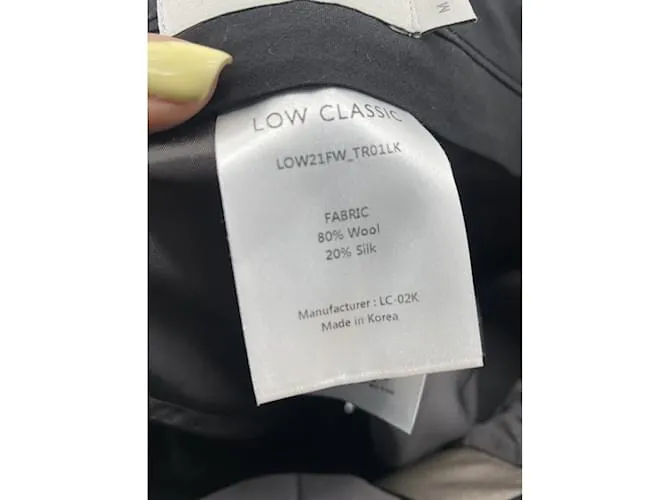 M
LOW CLASSIC
LOW21FW_TR01LK
FABRIC
80% Wool
20% Silk
Manufacturer : LC-02K
Made in Korea